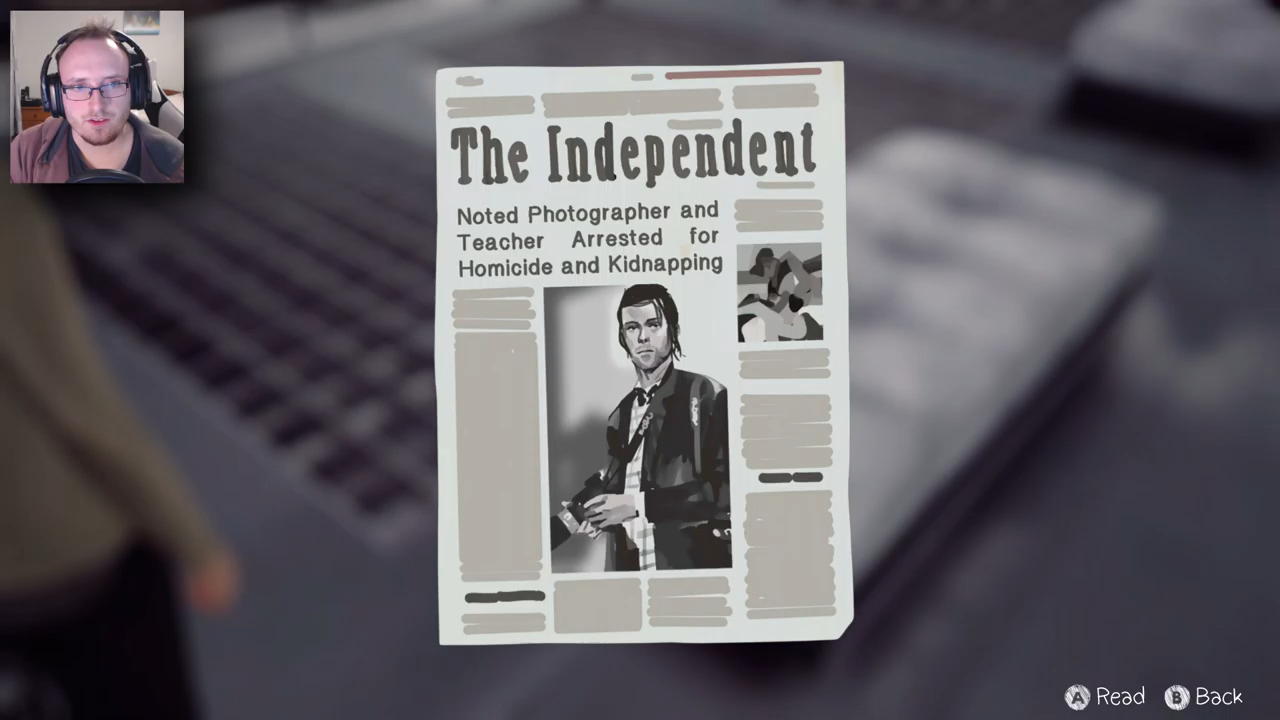 The Independent
Noted Photographer and
Teacher Arrested for
Homicide and Kidnapping
A Read B Back